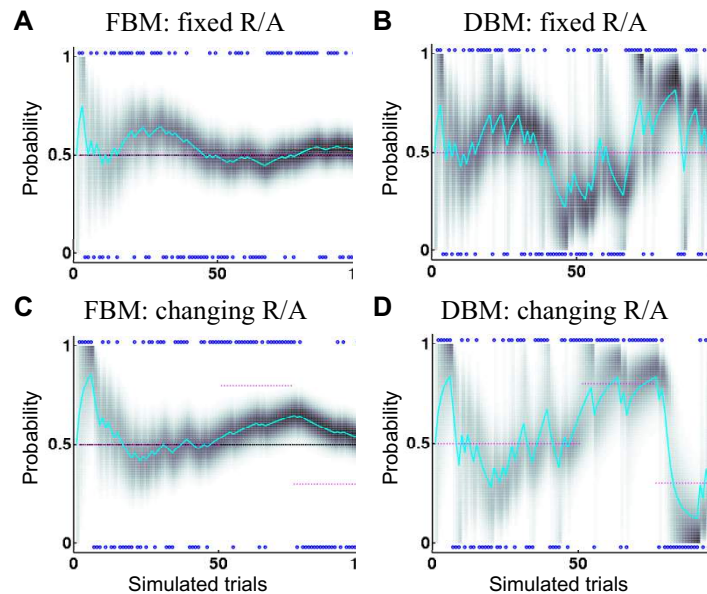 A FBM: fixed R/A
B DBM: fixed R/A
1
0.5
0
Probability
0
50
1
1
0.5
0
Probability
0
50
C FBM: changing R/A
D DBM: changing R/A
1
0.5
0
Probability
0
50
1
Simulated trials
1
0.5
0
Probability
0
50
Simulated trials